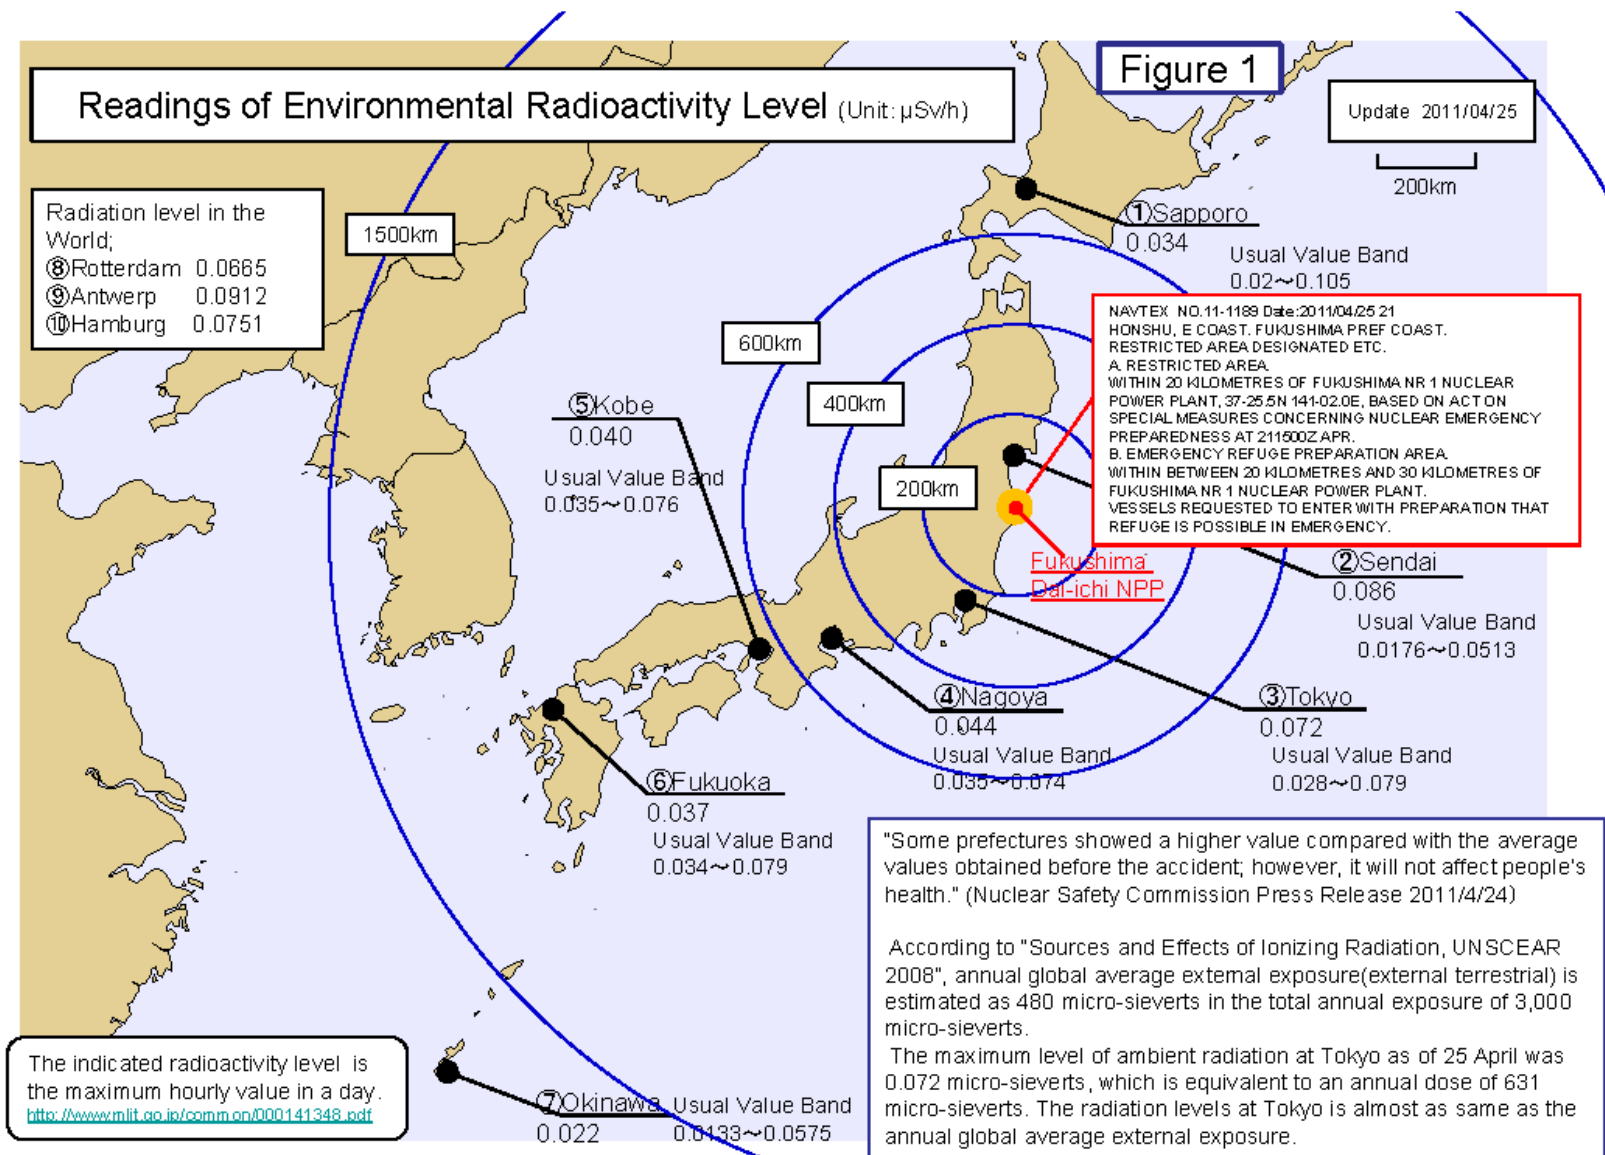 Figure 1
Readings of Environmental Radioactivity Level (Unit: μSv/h)
Update 2011/04/25
200km
Radiation level in the
World;
⑧Rotterdam 0.0665
⑨Antwerp 0.0912
⑩Hamburg 0.0751
1500km
①Sapporo
0.034
Usual Value Band
0.02～0.105
600km
400km
200km
NAVTEX NO.11-1189 Date:2011/04/25 21
HONSHU, E COAST. FUKUSHIMA PREF COAST.
RESTRICTED AREA DESIGNATED ETC.
A. RESTRICTED AREA.
WITHIN 20 KILOMETRES OF FUKUSHIMA NR 1 NUCLEAR
POWER PLANT, 37-25.5N 141-02.0E, BASED ON ACT ON
SPECIAL MEASURES CONCERNING NUCLEAR EMERGENCY
PREPAREDNESS AT 211500Z APR.
B. EMERGENCY REFUGE PREPARATION AREA.
WITHIN BETWEEN 20 KILOMETRES AND 30 KILOMETRES OF
FUKUSHIMA NR 1 NUCLEAR POWER PLANT.
VESSELS REQUESTED TO ENTER WITH PREPARATION THAT
REFUGE IS POSSIBLE IN EMERGENCY.
⑤Kobe
0.040
Usual Value Band
0.035～0.076
Fukushima
Dai-ichi NPP
②Sendai
0.086
Usual Value Band
0.0176～0.0513
③Tokyo
0.072
Usual Value Band
0.028～0.079
④Nagoya
0.044
Usual Value Band
0.035～0.074
⑥Fukuoka
0.037
Usual Value Band
0.034～0.079
"Some prefectures showed a higher value compared with the average
values obtained before the accident; however, it will not affect people's
health." (Nuclear Safety Commission Press Release 2011/4/24)
According to "Sources and Effects of Ionizing Radiation, UNSCEAR
2008", annual global average external exposure(external terrestrial) is
estimated as 480 micro-sieverts in the total annual exposure of 3,000
micro-sieverts.
The maximum level of ambient radiation at Tokyo as of 25 April was
0.072 micro-sieverts, which is equivalent to an annual dose of 631
micro-sieverts. The radiation levels at Tokyo is almost as same as the
annual global average external exposure.
The indicated radioactivity level is
the maximum hourly value in a day.
http://www.mlit.go.jp/common/000141348.pdf
⑦Okinawa
0.022
Usual Value Band
0.0133～0.0575